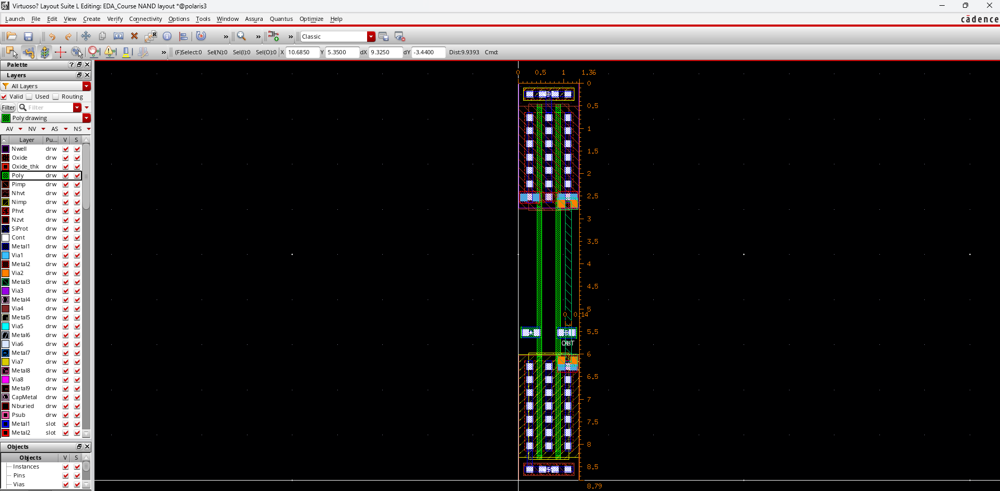 Virtuoso? Layout Suite L Editing: EDA_Course NAND layout *@polaris3
Launch File Edit View Create Verify Connectivity Options Tools Window Assura Quantus Optimize Help
cādence
» » » Classic
» (F)Select:0 Sel(N):0 Sel(I):0 Sel(O):0 X 10.6850 Y 5.3500 dX 9.3250 dY -3.4400 Dist:9.9393 Cmd:
Palette
Layers
All Layers
Valid Used Routing
Filter Filter
Poly drawing
AV NV AS NS
Layer Pu... V S
Nwell drw
Oxide drw
Oxide_thk drw
Poly drw
Pimp drw
Nhvt drw
Nimp drw
Phvt drw
Nzvt drw
SiProt drw
Cont drw
Metal1 drw
Via1 drw
Metal2 drw
Via2 drw
Metal3 drw
Via3 drw
Metal4 drw
Via4 drw
Metal5 drw
Via5 drw
Metal6 drw
Via6 drw
Metal7 drw
Via7 drw
Metal8 drw
Via8 drw
Metal9 drw
CapMetal drw
Nburied drw
Psub drw
Metal1 slot
Metal2 slot
Objects
Objects V S
Instances
Pins
Vias
0 0.5 1 1.36
0
0.5
1
1.5
2
2.5
3
3.5
4
4.5
5
0 0.14
5.5
OUT
6
6.5
7
7.5
8
8.5
8.79